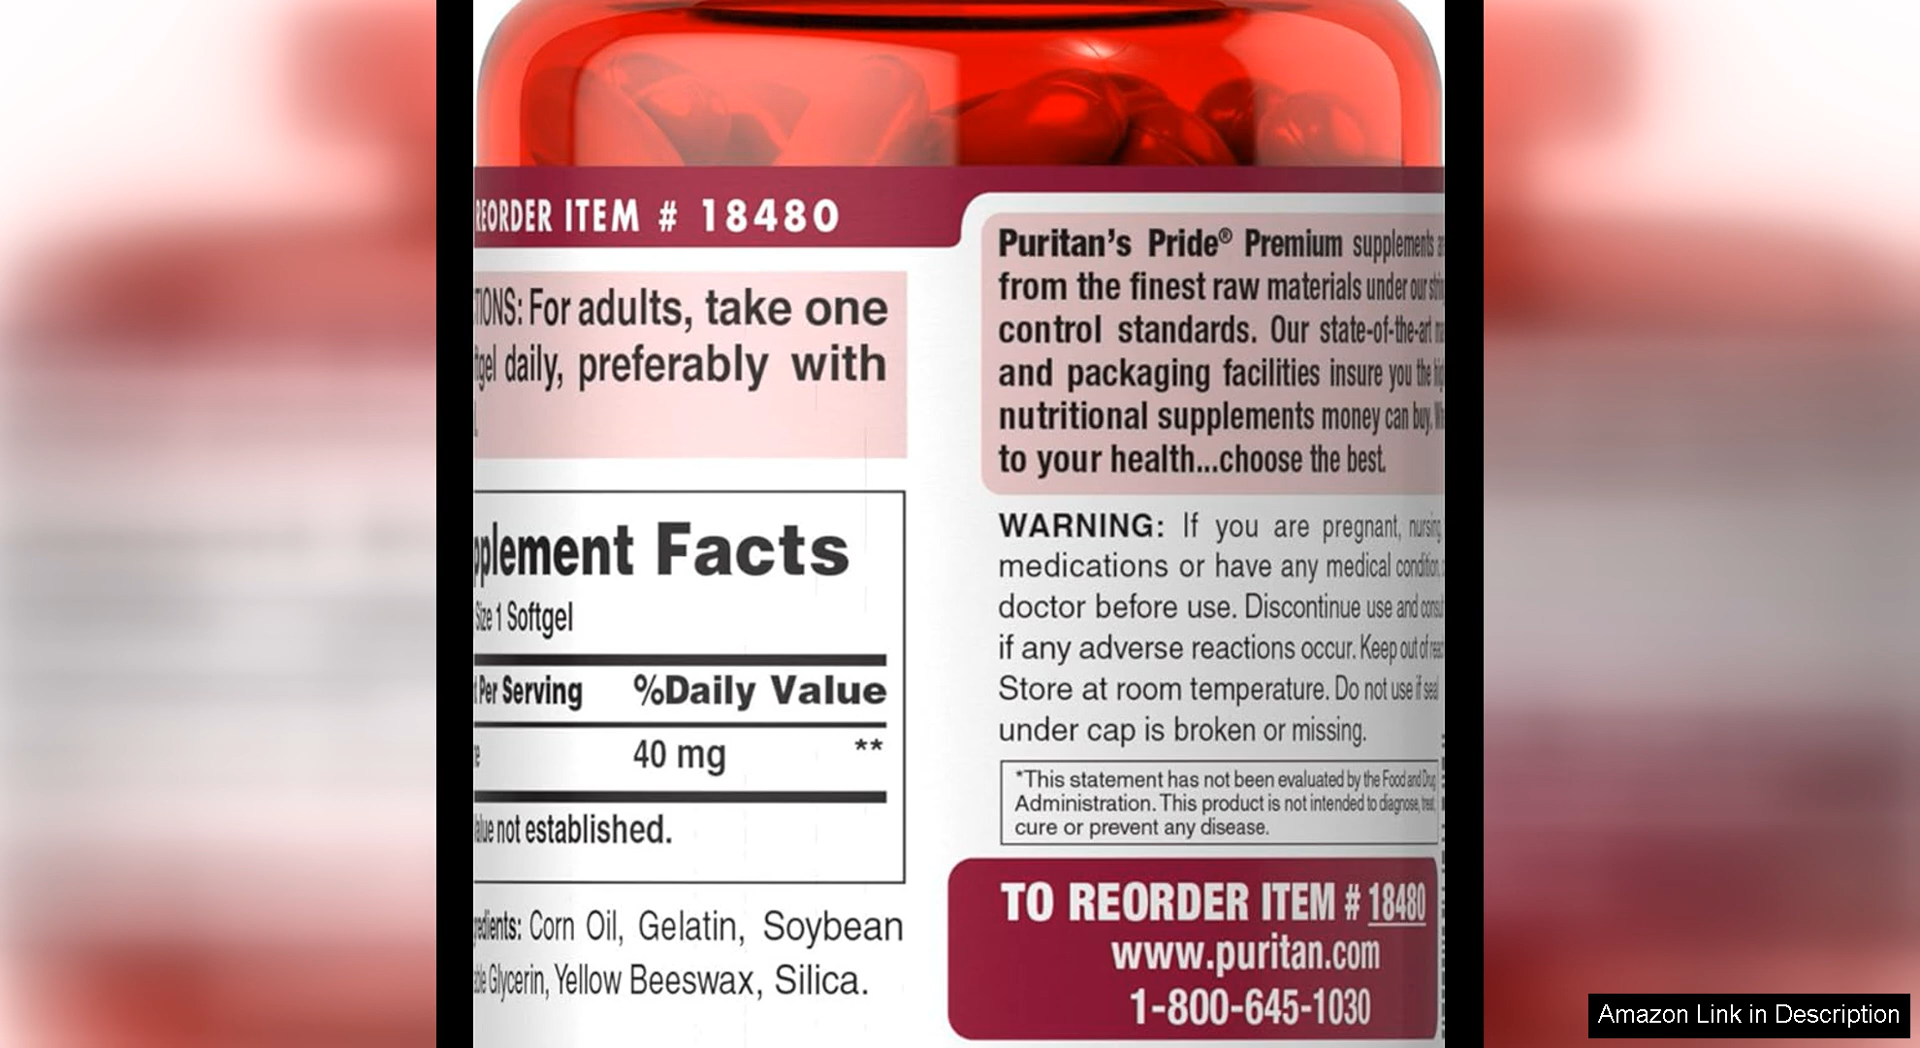 REORDER ITEM # 18480
For adults, take one
daily, preferably with
Facts
Size 1 Softgel
Per Serving %Daily Value
40 mg **
not established.
Corn Oil, Gelatin, Soybean
Glycerin, Yellow Beeswax, Silica.
Puritan's Pride® Premium supplements
from the finest raw materials under our
control standards. Our state-of-the-art
and packaging facilities insure you the
nutritional supplements money can buy.
to your health...choose the best.
WARNING: If you are pregnant, nursing,
medications or have any medical condition,
doctor before use. Discontinue use and
if any adverse reactions occur. Keep out of
Store at room temperature. Do not use if seal
under cap is broken or missing.
*This statement has not been evaluated by the Food and Drug
Administration. This product is not intended to diagnose, treat,
cure or prevent any disease.
TO REORDER ITEM # 18480
www.puritan.com
1-800-645-1030
Amazon Link in Description